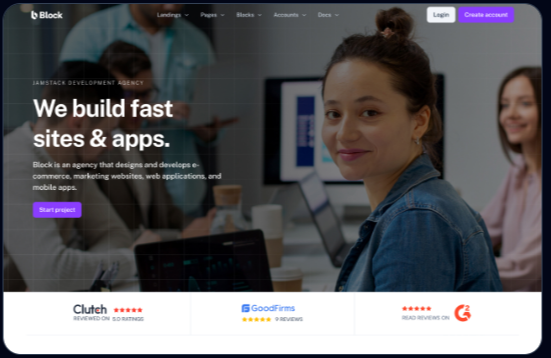 Block
Landings Pages Blocks Accounts Docs
Login
Create account
JAMSTACK DEVELOPMENT AGENCY
We build fast
sites & apps.
Block is an agency that designs and develops e-
commerce, marketing websites, web applications, and
mobile apps.
Start project
Clutch
REVIEWED ON 5.0 RATINGS
GoodFirms
9 REVIEWS
READ REVIEWS ON G2